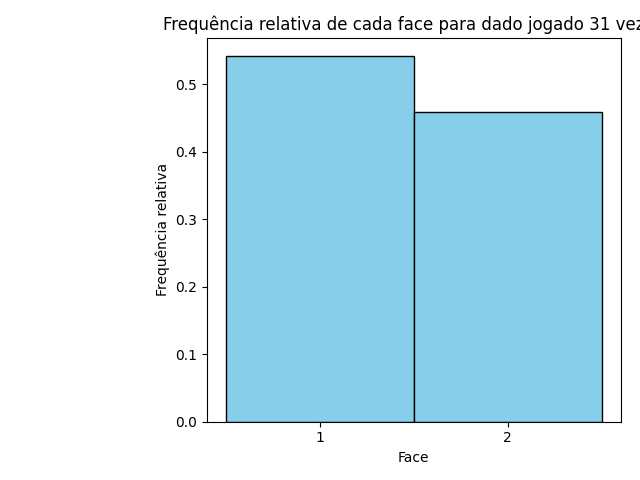 Frequência relativa de cada face para dado jogado 31 vez
Frequência relativa
0.5
0.4
0.3
0.2
0.1
0.0
1 2
Face